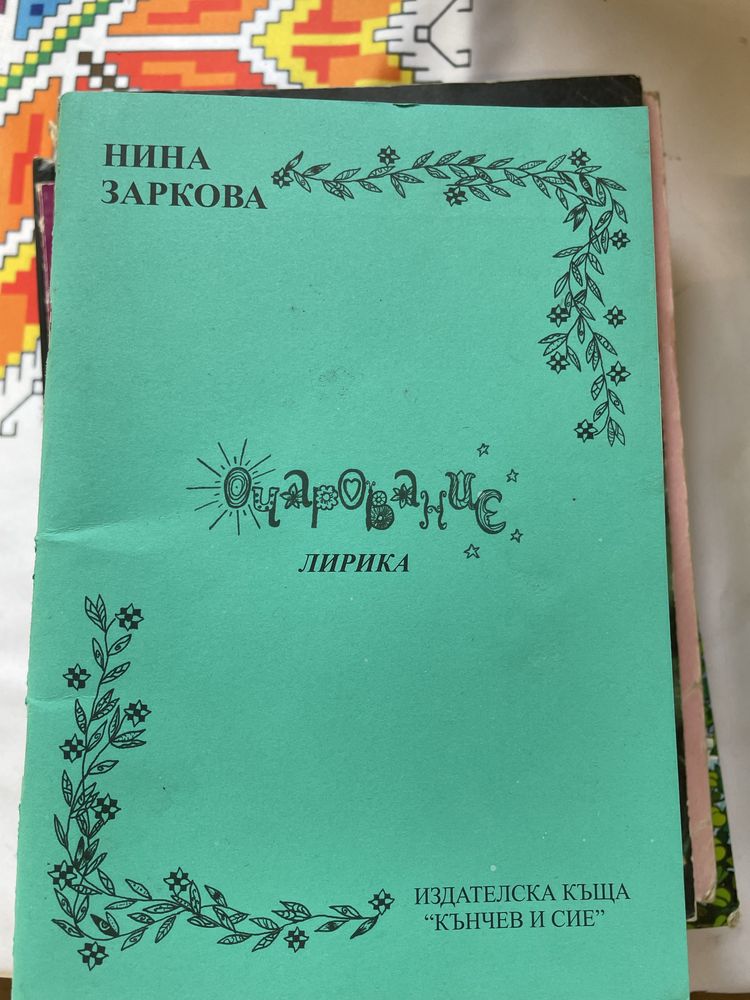 НИНА
ЗАРКОВА
Очарование
ЛИРИКА
ИЗДАТЕЛСКА КЪЩА
“КЪНЧЕВ И СИЕ”